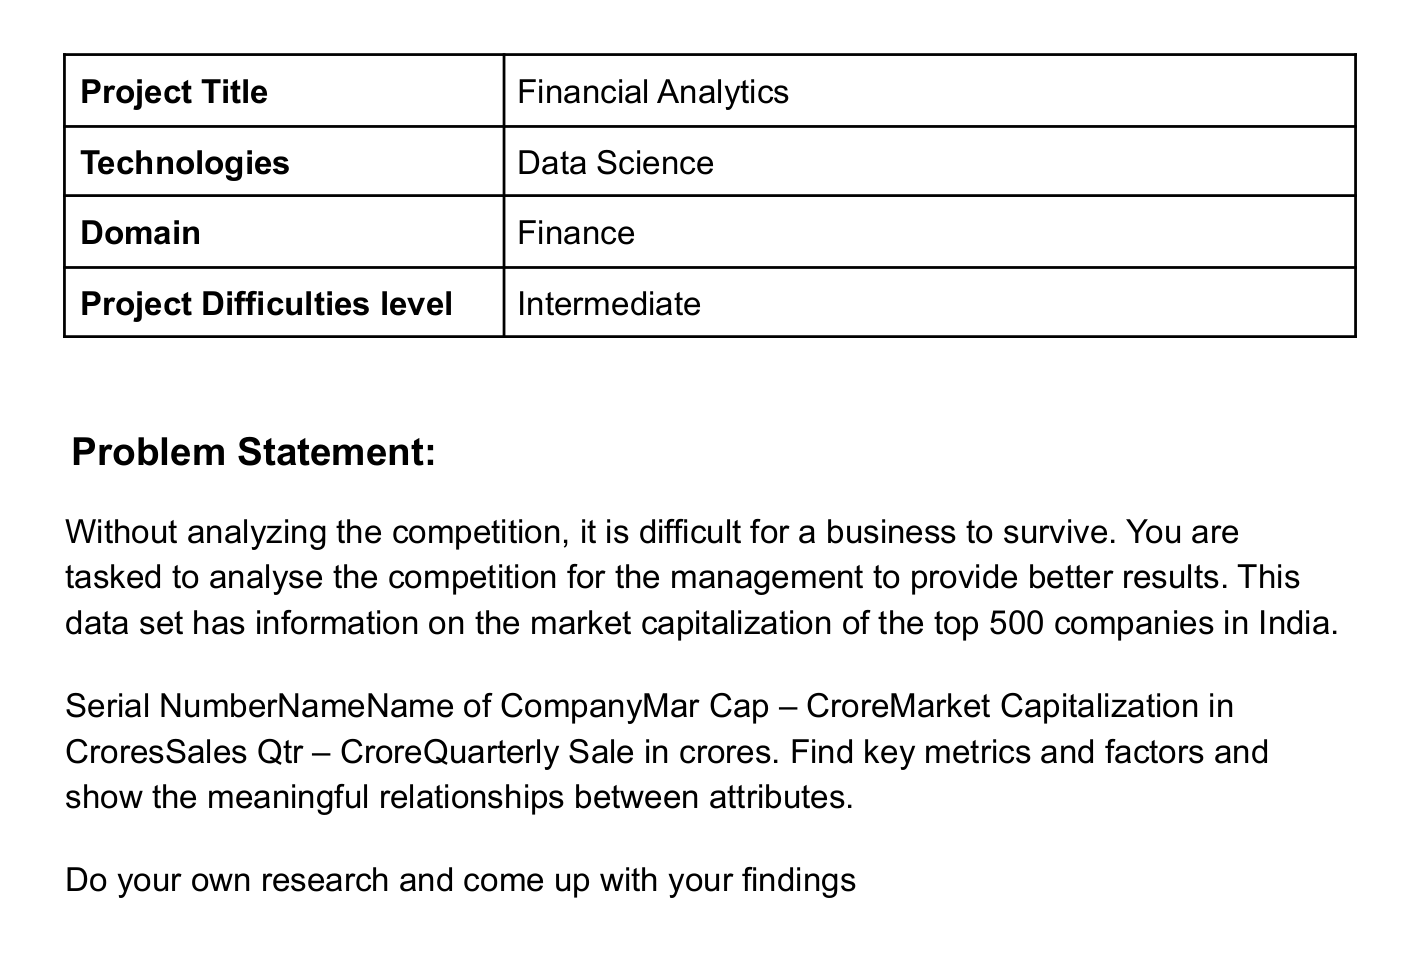 Project Title Financial Analytics
Technologies Data Science
Domain Finance
Project Difficulties level Intermediate
Problem Statement:
Without analyzing the competition, it is difficult for a business to survive. You are
tasked to analyse the competition for the management to provide better results. This
data set has information on the market capitalization of the top 500 companies in India.
Serial NumberNameName of CompanyMar Cap – CroreMarket Capitalization in
CroresSales Qtr – CroreQuarterly Sale in crores. Find key metrics and factors and
show the meaningful relationships between attributes.
Do your own research and come up with your findings